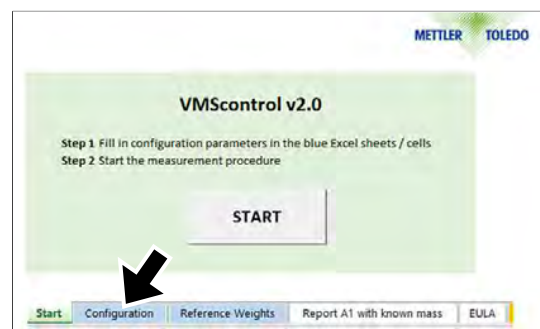 METTLER TOLEDO
VMScontrol v2.0
Step 1 Fill in configuration parameters in the blue Excel sheets / cells
Step 2 Start the measurement procedure
START
Start Configuration Reference Weights Report A1 with known mass EULA